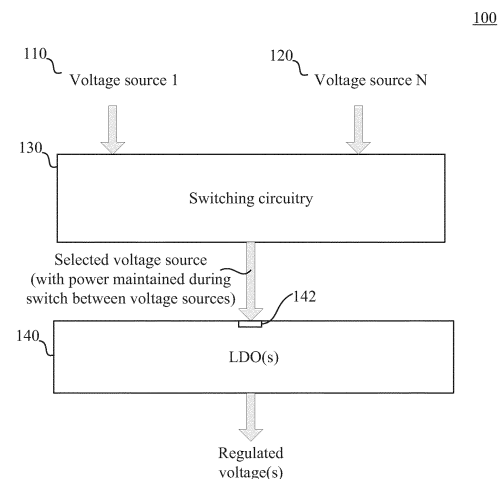 100
110
Voltage source 1
120
Voltage source N
130
Switching circuitry
Selected voltage source
(with power maintained during
switch between voltage sources)
142
140
LDO(s)
Regulated
voltage(s)